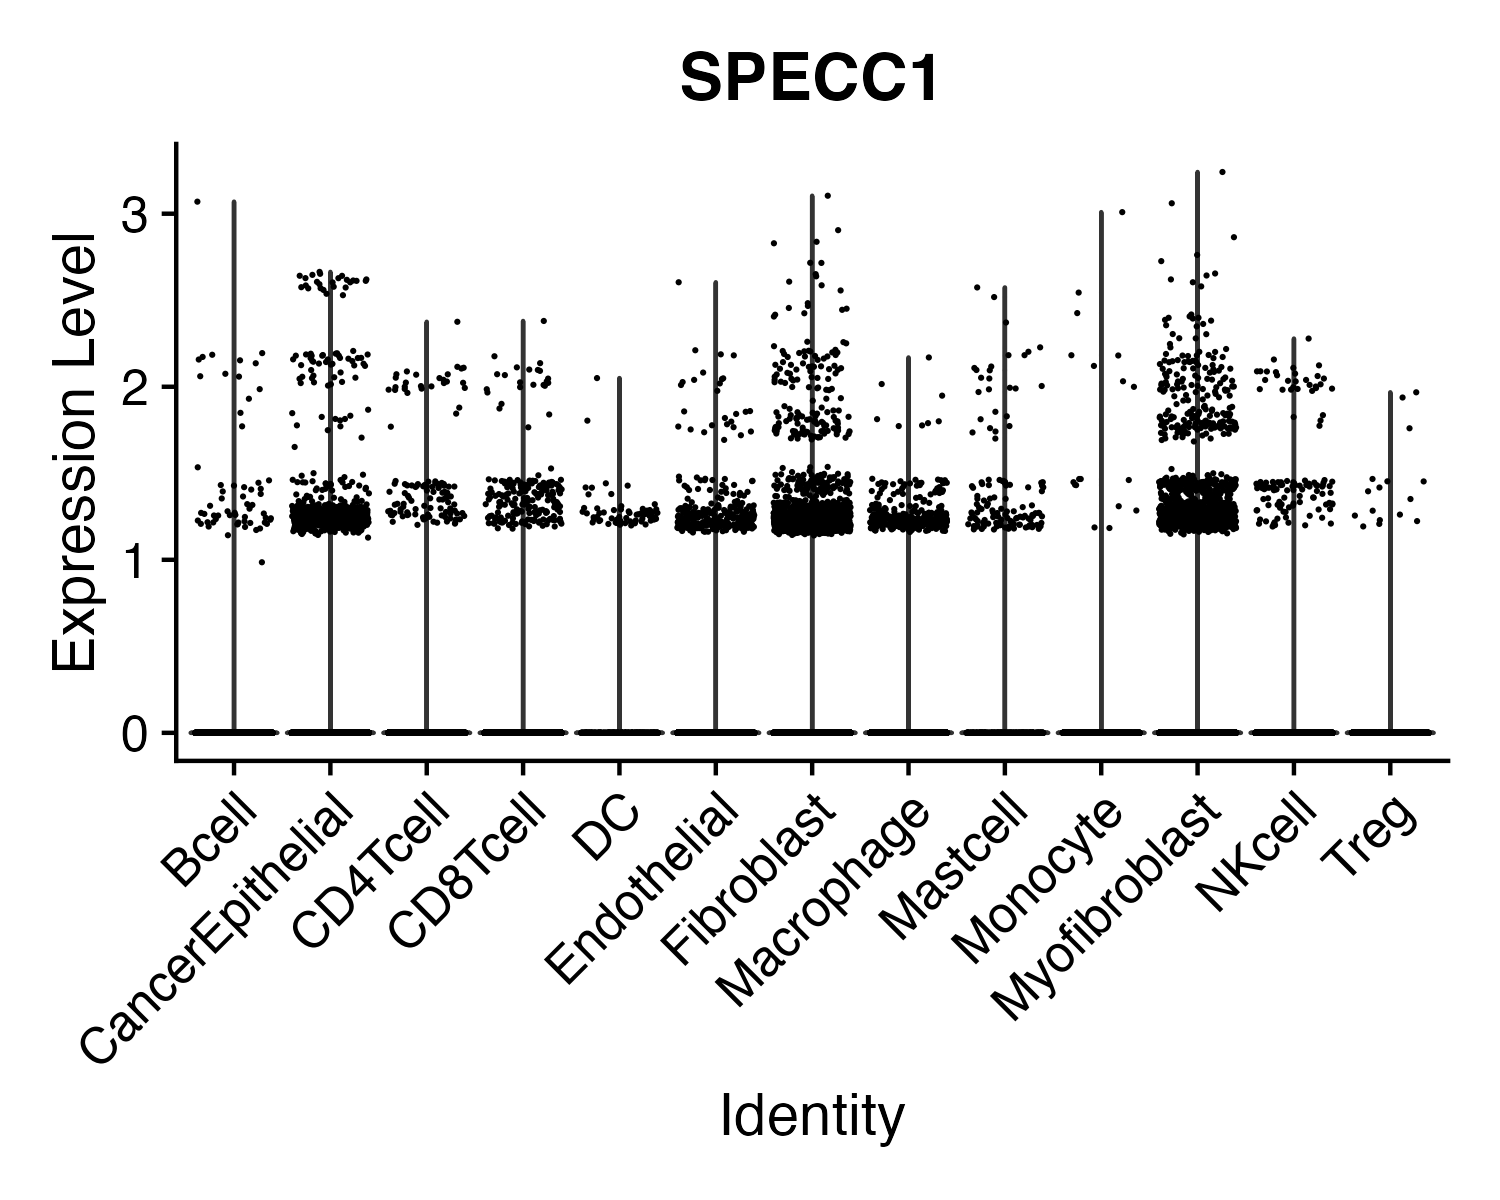 SPECC1
Expression Level
3
2
1
0
Bcell
CancerEpithelial
CD4Tcell
CD8Tcell
DC
Endothelial
Fibroblast
Macrophage
Mastcell
Monocyte
Myofibroblast
NKcell
Treg
Identity